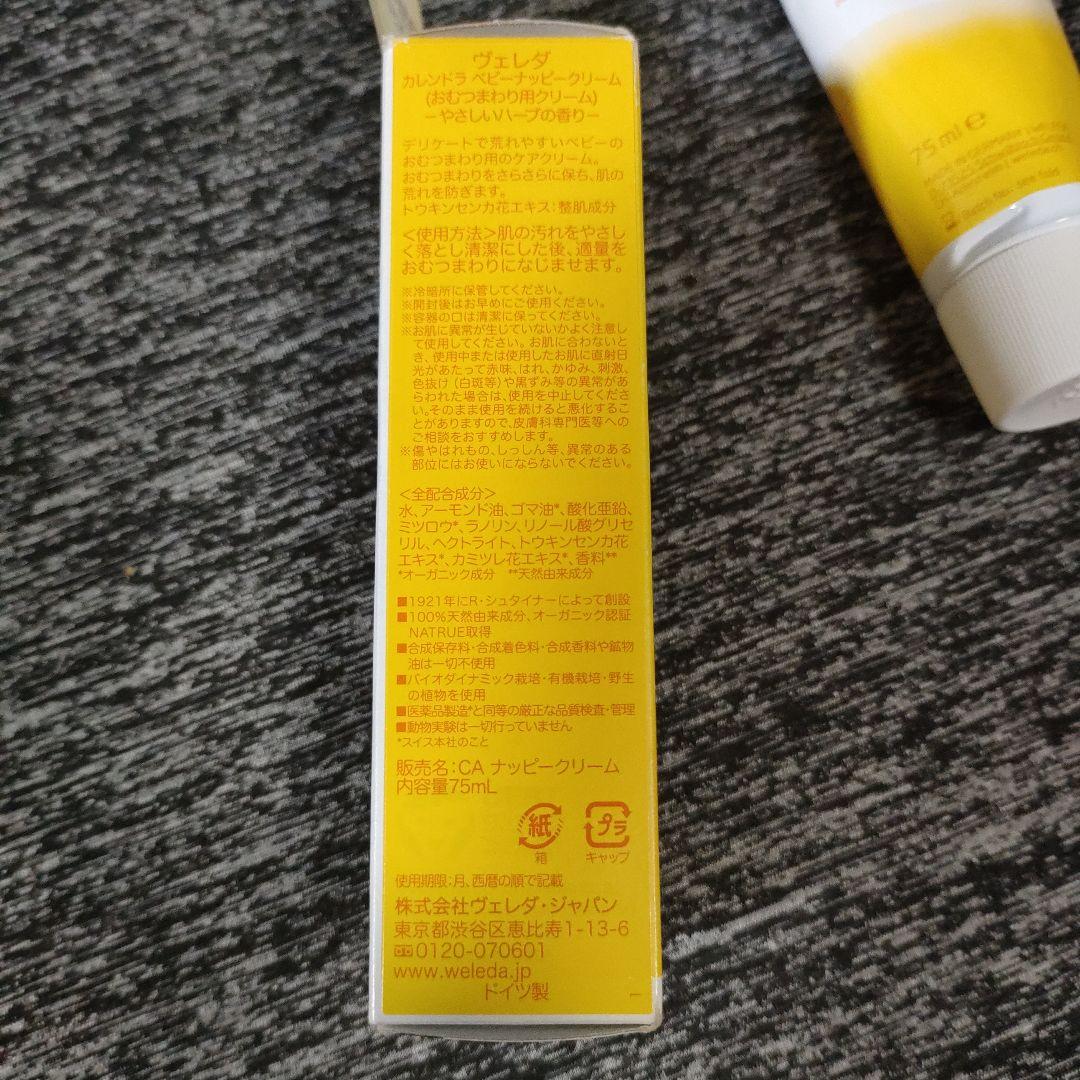 ヴェレダ
カレンドラ ベビーナッピークリーム
(おむつまわり用クリーム)
－やさしいハーブの香り－
デリケートで荒れやすいベビーの
おむつまわり用のケアクリーム。
おむつまわりをさらさらに保ち、肌の
荒れを防ぎます。
トウキンセンカ花エキス：整肌成分
＜使用方法＞肌の汚れをやさし
く落とし清潔にした後、適量を
おむつまわりになじませます。
※冷暗所に保管してください。
※開封後はお早めにご使用ください。
※容器の口は清潔に保ってください。
※お肌に異常が生じていないかよく注意し
て使用してください。お肌に合わないと
き、使用中または使用したお肌に直射日
光があたって赤味、はれ、かゆみ、刺激、
色抜け（白斑等）や黒ずみ等の異常があ
らわれた場合は、使用を中止してくださ
い。そのまま使用を続けると悪化するこ
とがありますので、皮膚科専門医等への
ご相談をおすすめします。
※傷やはれもの、しっしん等、異常のある
部位にはお使いにならないでください。
＜全配合成分＞
水、アーモンド油、ゴマ油*、酸化亜鉛、
ミツロウ*、ラノリン、リノール酸グリセ
リル、ヘクトライト、トウキンセンカ花
エキス*、カミツレ花エキス*、香料**
*オーガニック成分 **天然由来成分
■1921年にR・シュタイナーによって創設
■100%天然由来成分、オーガニック認証
NATRUE取得
■合成保存料・合成着色料・合成香料や鉱物
油は一切不使用
■バイオダイナミック栽培・有機栽培・野生
の植物を使用
■医薬品製造*と同等の厳正な品質検査・管理
■動物実験は一切行っていません
*スイス本社のこと
販売名：CA ナッピークリーム
内容量75mL
紙 プラ
箱 キャップ
使用期限：月、西暦の順で記載
株式会社ヴェレダ・ジャパン
東京都渋谷区恵比寿1-13-6
0120-070601
www.weleda.jp
ドイツ製
75 ml e
Batch No.: see fold